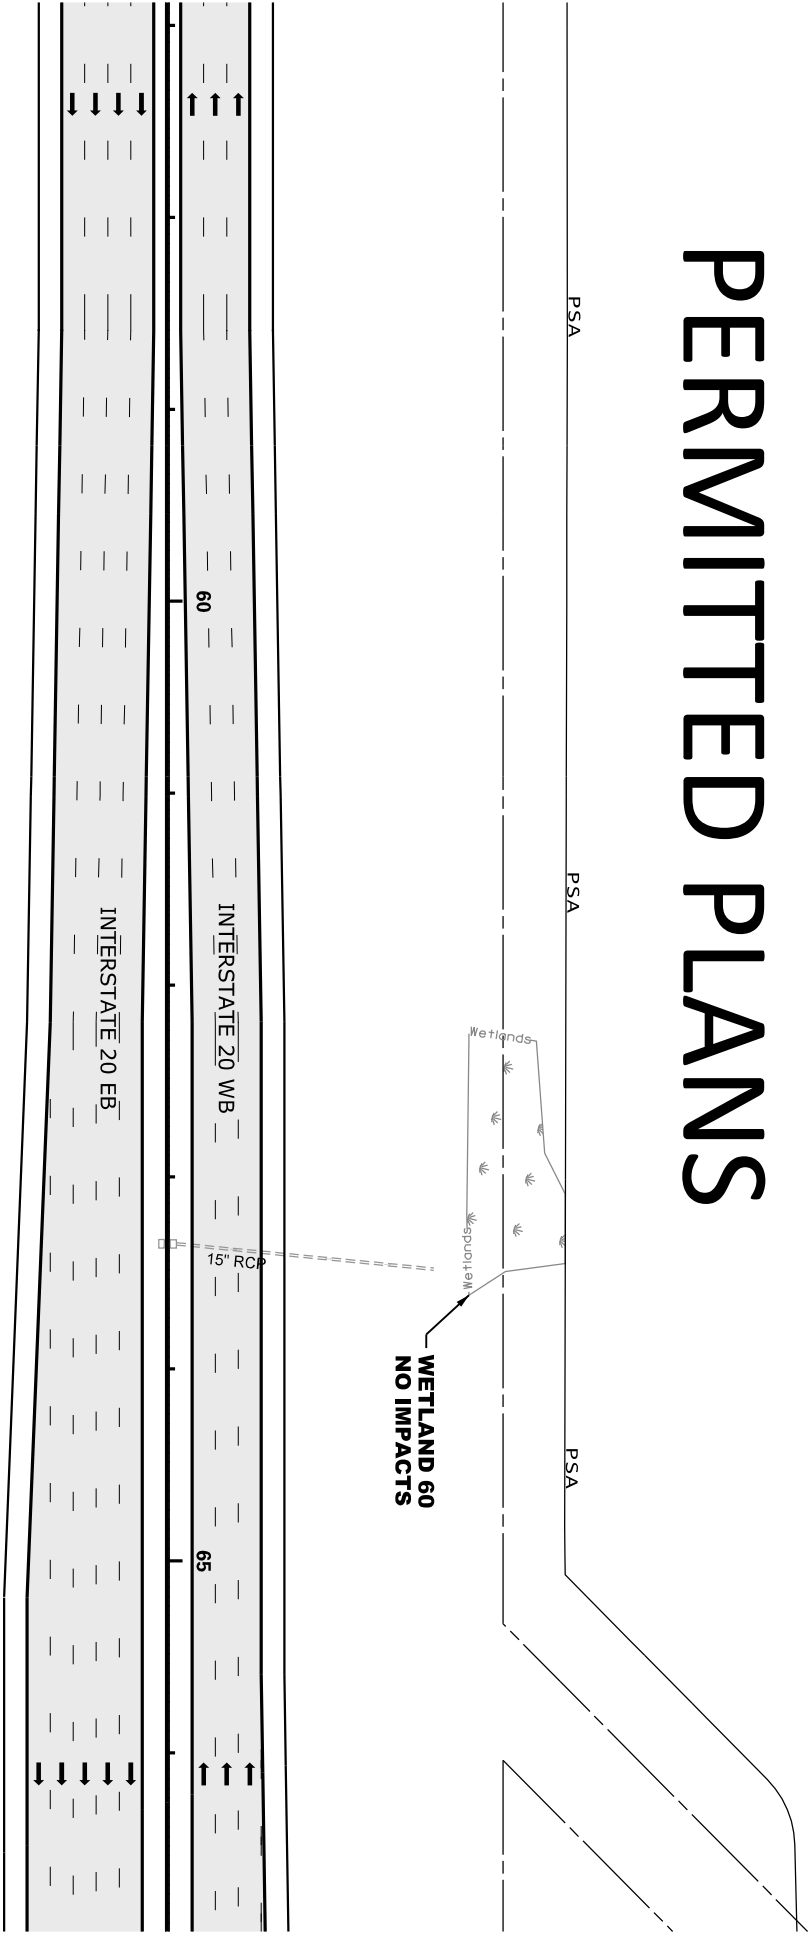 PERMITTED PLANS
PSA
PSA
PSA
60
65
INTERSTATE 20 WB
INTERSTATE 20 EB
Wetlands
Wetlands
15" RCP
WETLAND 60
NO IMPACTS